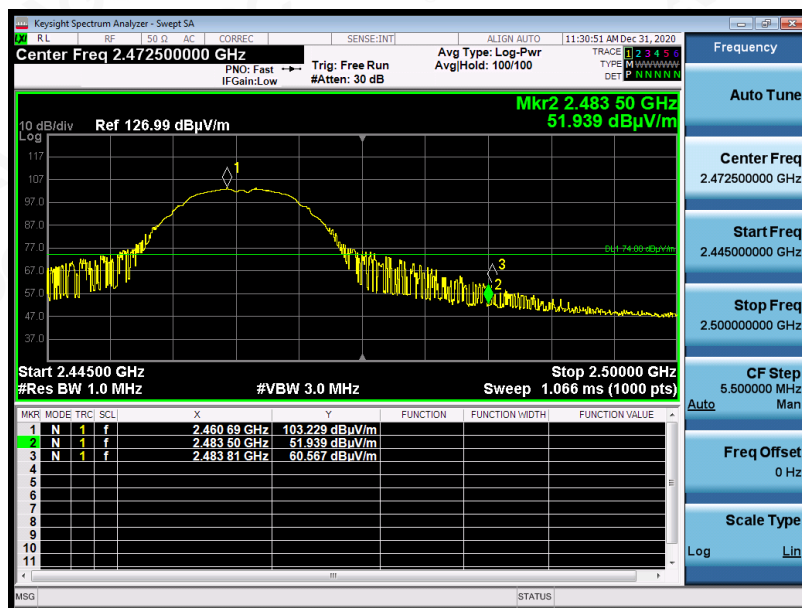 Keysight Spectrum Analyzer - Swept SA
RL RF 50 Ω AC CORREC SENSE:INT ALIGN AUTO 11:30:51 AM Dec 31, 2020
Center Freq 2.472500000 GHz
PNO: Fast
IFGain:Low
Trig: Free Run
#Atten: 30 dB
Avg Type: Log-Pwr
Avg|Hold: 100/100
TRACE 1 2 3 4 5 6
TYPE M W W W W W
DET P N N N N N
Mkr2 2.483 50 GHz
51.939 dBµV/m
10 dB/div Ref 126.99 dBµV/m
Log
117
107
97.0
87.0
77.0
67.0
57.0
47.0
37.0
1
DL1 74.00 dBµV/m
3
2
Start 2.44500 GHz Stop 2.50000 GHz
#Res BW 1.0 MHz #VBW 3.0 MHz Sweep 1.066 ms (1000 pts)
MKR MODE TRC SCL X Y FUNCTION FUNCTION WIDTH FUNCTION VALUE
1 N 1 f 2.460 69 GHz 103.229 dBµV/m
2 N 1 f 2.483 50 GHz 51.939 dBµV/m
3 N 1 f 2.483 81 GHz 60.567 dBµV/m
4
5
6
7
8
9
10
11
MSG STATUS
Frequency
Auto Tune
Center Freq
2.472500000 GHz
Start Freq
2.445000000 GHz
Stop Freq
2.500000000 GHz
CF Step
5.500000 MHz
Auto Man
Freq Offset
0 Hz
Scale Type
Log Lin